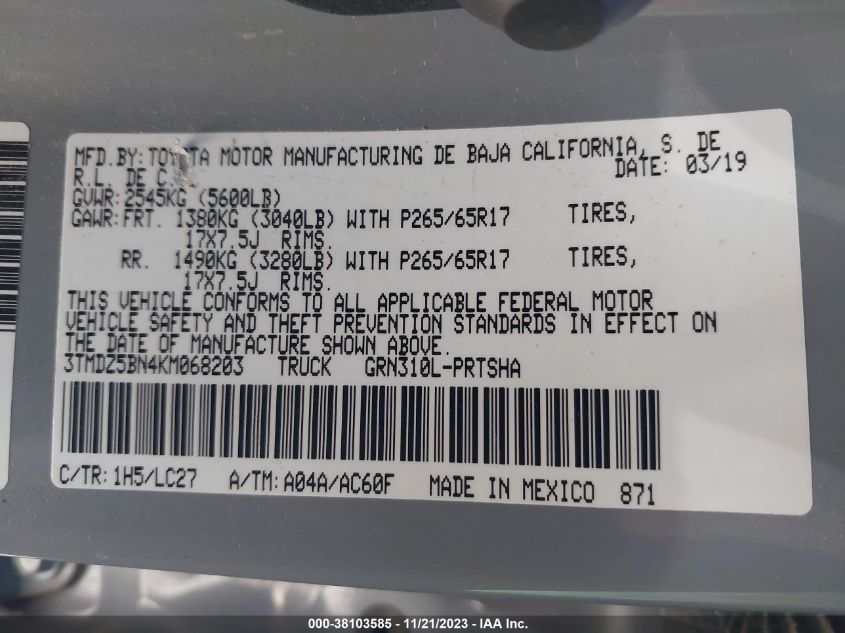 MFD.BY: TOYOTA MOTOR MANUFACTURING DE BAJA CALIFORNIA, S. DE
R.L. DE C. DATE: 03/19
GVWR: 2545KG (5600LB)
GAWR: FRT. 1380KG (3040LB) WITH P265/65R17 TIRES,
17X7.5J RIMS.
RR. 1490KG (3280LB) WITH P265/65R17 TIRES,
17X7.5J RIMS.
THIS VEHICLE CONFORMS TO ALL APPLICABLE FEDERAL MOTOR
VEHICLE SAFETY AND THEFT PREVENTION STANDARDS IN EFFECT ON
THE DATE OF MANUFACTURE SHOWN ABOVE.
3TMDZ5BN4KM068203 TRUCK GRN310L-PRTSHA
C/TR: 1H5/LC27 A/TM: A04A/AC60F MADE IN MEXICO 871
000-38103585 - 11/21/2023 - Copyright © IAA, Inc.